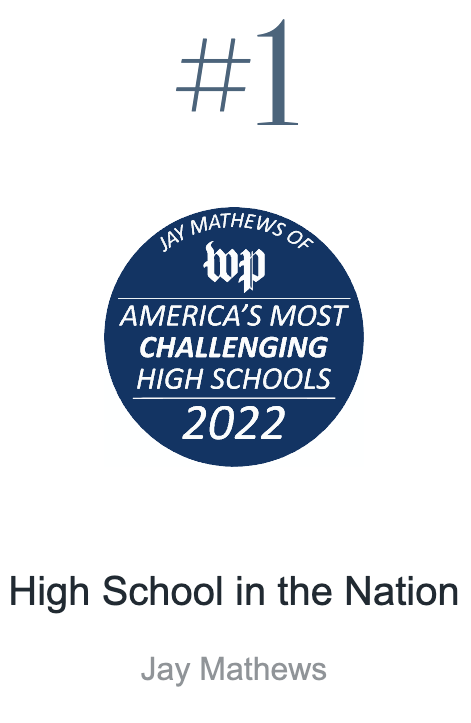 #1
JAY MATHEWS OF
wp
AMERICA'S MOST
CHALLENGING
HIGH SCHOOLS
2022
High School in the Nation
Jay Mathews